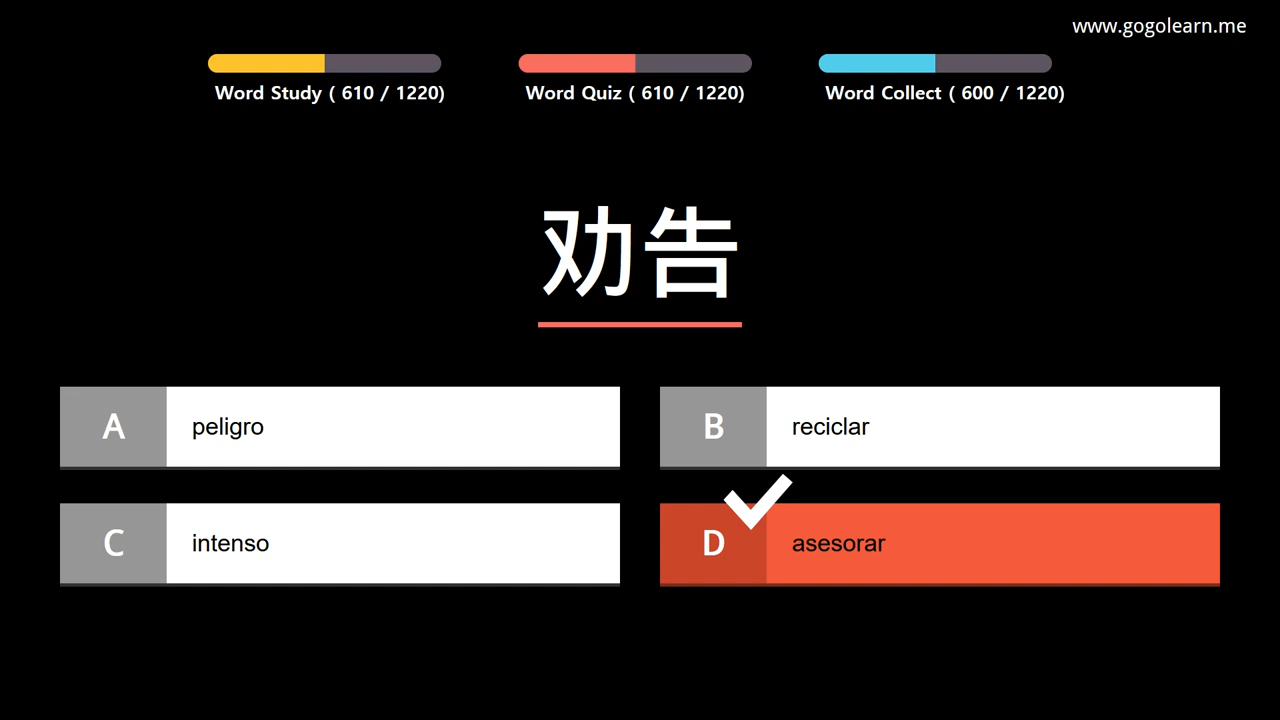 www.gogolearn.me
Word Study ( 610 / 1220)
Word Quiz ( 610 / 1220)
Word Collect ( 600 / 1220)
劝告
A peligro
B reciclar
C intenso
D asesorar